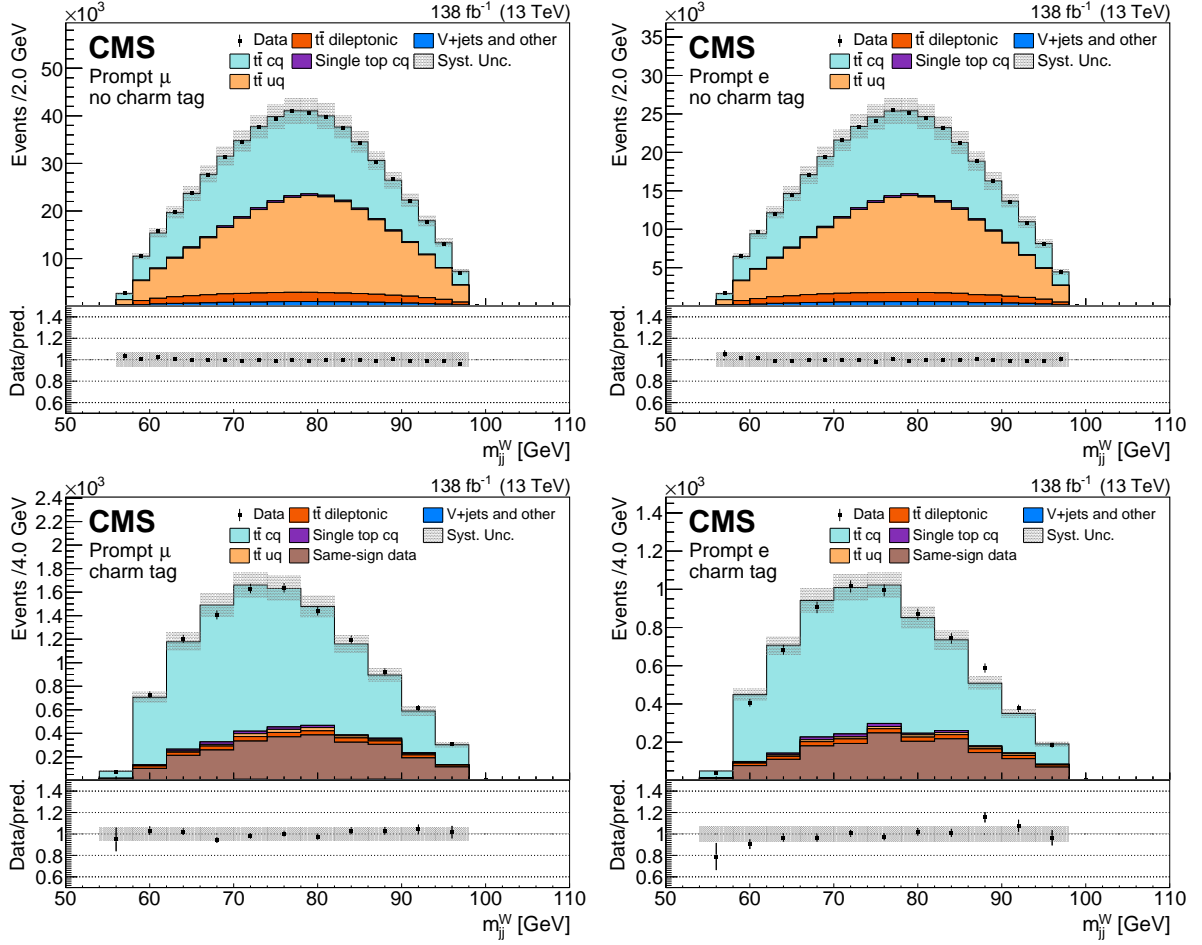 ×10³ 138 fb⁻¹ (13 TeV)
CMS
Prompt μ
no charm tag
Data
tt̄ dileptonic
V+jets and other
tt̄ cq
Single top cq
Syst. Unc.
tt̄ uq
Events /2.0 GeV
50
40
30
20
10
Data/pred.
1.4
1.2
1
0.8
0.6
50 60 70 80 90 100 110
m_jj^W [GeV]
×10³ 138 fb⁻¹ (13 TeV)
CMS
Prompt e
no charm tag
Data
tt̄ dileptonic
V+jets and other
tt̄ cq
Single top cq
Syst. Unc.
tt̄ uq
Events /2.0 GeV
35
30
25
20
15
10
5
Data/pred.
1.4
1.2
1
0.8
0.6
50 60 70 80 90 100 110
m_jj^W [GeV]
×10³ 138 fb⁻¹ (13 TeV)
CMS
Prompt μ
charm tag
Data
tt̄ dileptonic
V+jets and other
tt̄ cq
Single top cq
Syst. Unc.
tt̄ uq
Same-sign data
Events /4.0 GeV
2.4
2.2
2
1.8
1.6
1.4
1.2
1
0.8
0.6
0.4
0.2
Data/pred.
1.4
1.2
1
0.8
0.6
50 60 70 80 90 100 110
m_jj^W [GeV]
×10³ 138 fb⁻¹ (13 TeV)
CMS
Prompt e
charm tag
Data
tt̄ dileptonic
V+jets and other
tt̄ cq
Single top cq
Syst. Unc.
tt̄ uq
Same-sign data
Events /4.0 GeV
1.4
1.2
1
0.8
0.6
0.4
0.2
Data/pred.
1.4
1.2
1
0.8
0.6
50 60 70 80 90 100 110
m_jj^W [GeV]